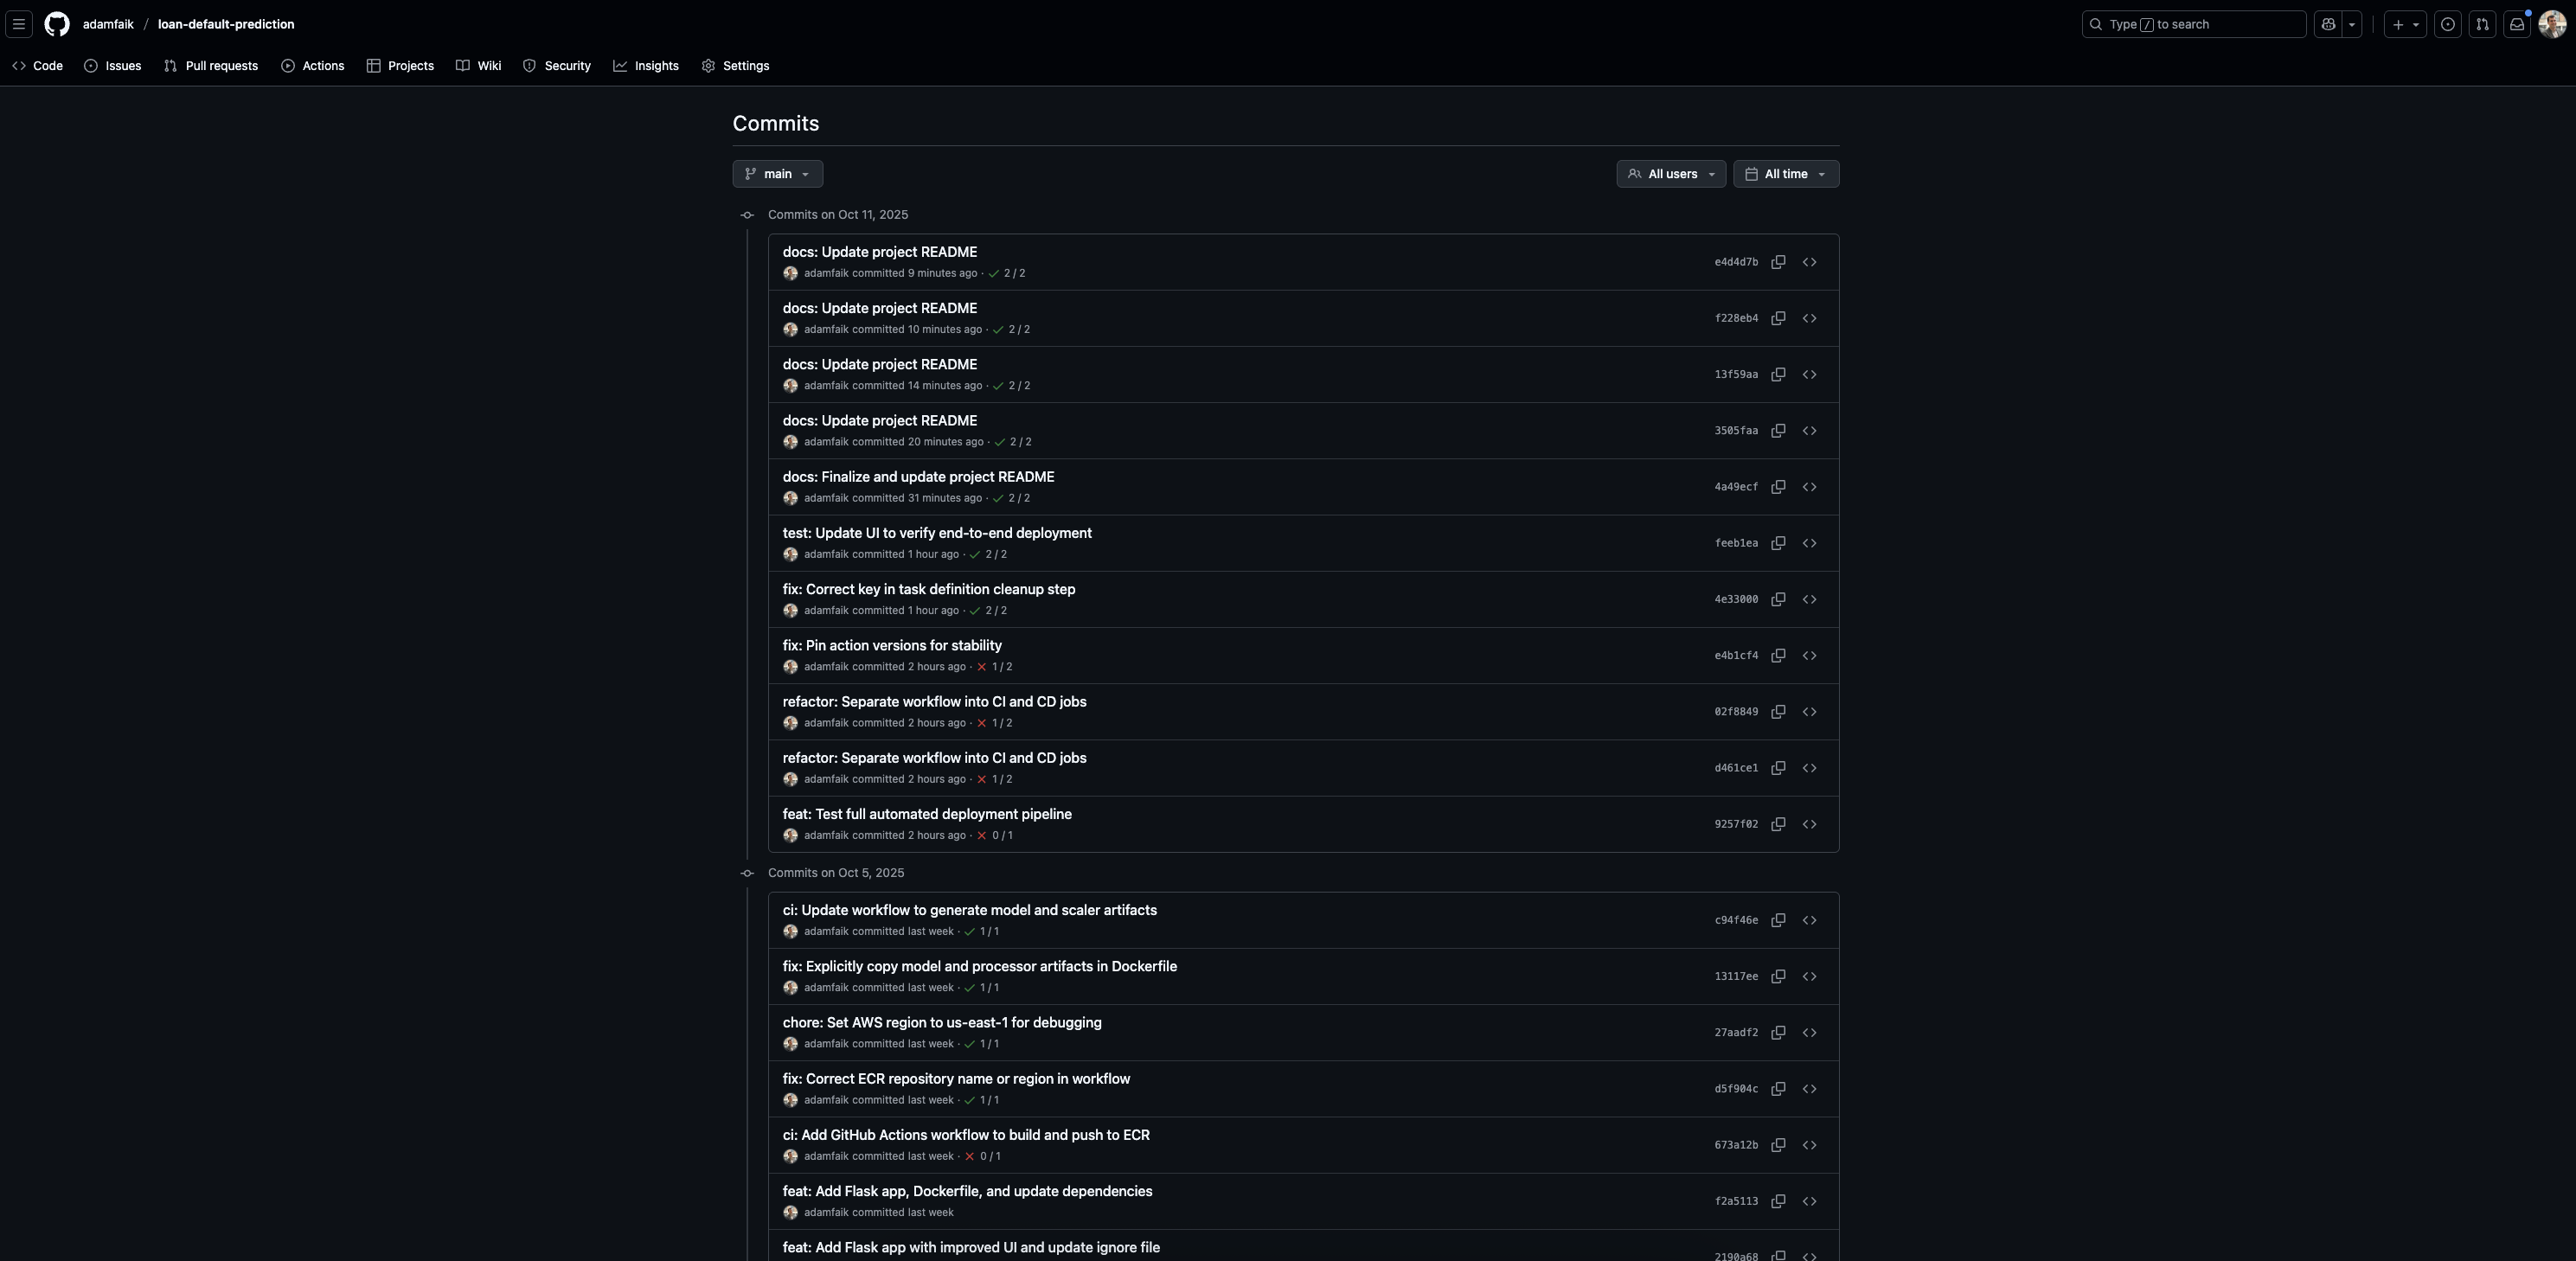 adamfaik / loan-default-prediction
Type / to search
Code Issues Pull requests Actions Projects Wiki Security Insights Settings
Commits
main All users All time
Commits on Oct 11, 2025
docs: Update project README
adamfaik committed 9 minutes ago · 2 / 2
e4d4d7b
docs: Update project README
adamfaik committed 10 minutes ago · 2 / 2
f228eb4
docs: Update project README
adamfaik committed 14 minutes ago · 2 / 2
13f59aa
docs: Update project README
adamfaik committed 20 minutes ago · 2 / 2
3505faa
docs: Finalize and update project README
adamfaik committed 31 minutes ago · 2 / 2
4a49ecf
test: Update UI to verify end-to-end deployment
adamfaik committed 1 hour ago · 2 / 2
feeb1ea
fix: Correct key in task definition cleanup step
adamfaik committed 1 hour ago · 2 / 2
4e33000
fix: Pin action versions for stability
adamfaik committed 2 hours ago · 1 / 2
e4b1cf4
refactor: Separate workflow into CI and CD jobs
adamfaik committed 2 hours ago · 1 / 2
02f8849
refactor: Separate workflow into CI and CD jobs
adamfaik committed 2 hours ago · 1 / 2
d461ce1
feat: Test full automated deployment pipeline
adamfaik committed 2 hours ago · 0 / 1
9257f02
Commits on Oct 5, 2025
ci: Update workflow to generate model and scaler artifacts
adamfaik committed last week · 1 / 1
c94f46e
fix: Explicitly copy model and processor artifacts in Dockerfile
adamfaik committed last week · 1 / 1
13117ee
chore: Set AWS region to us-east-1 for debugging
adamfaik committed last week · 1 / 1
27aadf2
fix: Correct ECR repository name or region in workflow
adamfaik committed last week · 1 / 1
d5f904c
ci: Add GitHub Actions workflow to build and push to ECR
adamfaik committed last week · 0 / 1
673a12b
feat: Add Flask app, Dockerfile, and update dependencies
adamfaik committed last week
f2a5113
feat: Add Flask app with improved UI and update ignore file
2190a68